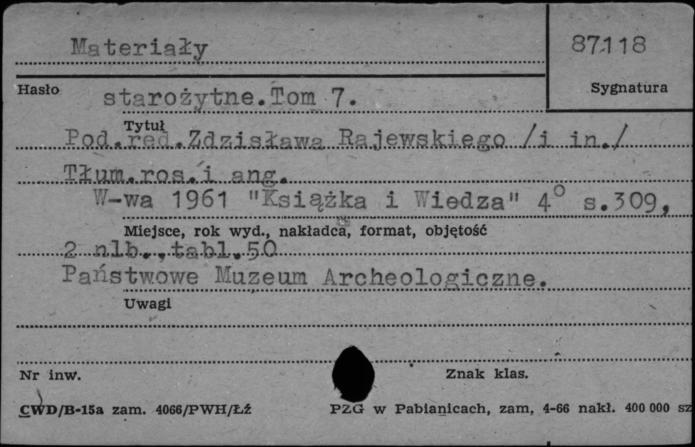 Materiały
87118
Hasło
Sygnatura
starożytne.Tom 7.
Tytuł
Pod.red.Zdzisława Rajewskiego /i in./
Tłum.ros.i ang.
W-wa 1961 "Książka i Wiedza" 4° s.309,
Miejsce, rok wyd., nakładca, format, objętość
2 nlb.,tabl.50
Państwowe Muzeum Archeologiczne.
Uwagi
Nr inw.
Znak klas.
CWD/B-15a zam. 4066/PWH/Łź
PZG w Pabianicach, zam, 4-66 nakł. 400 000 sz